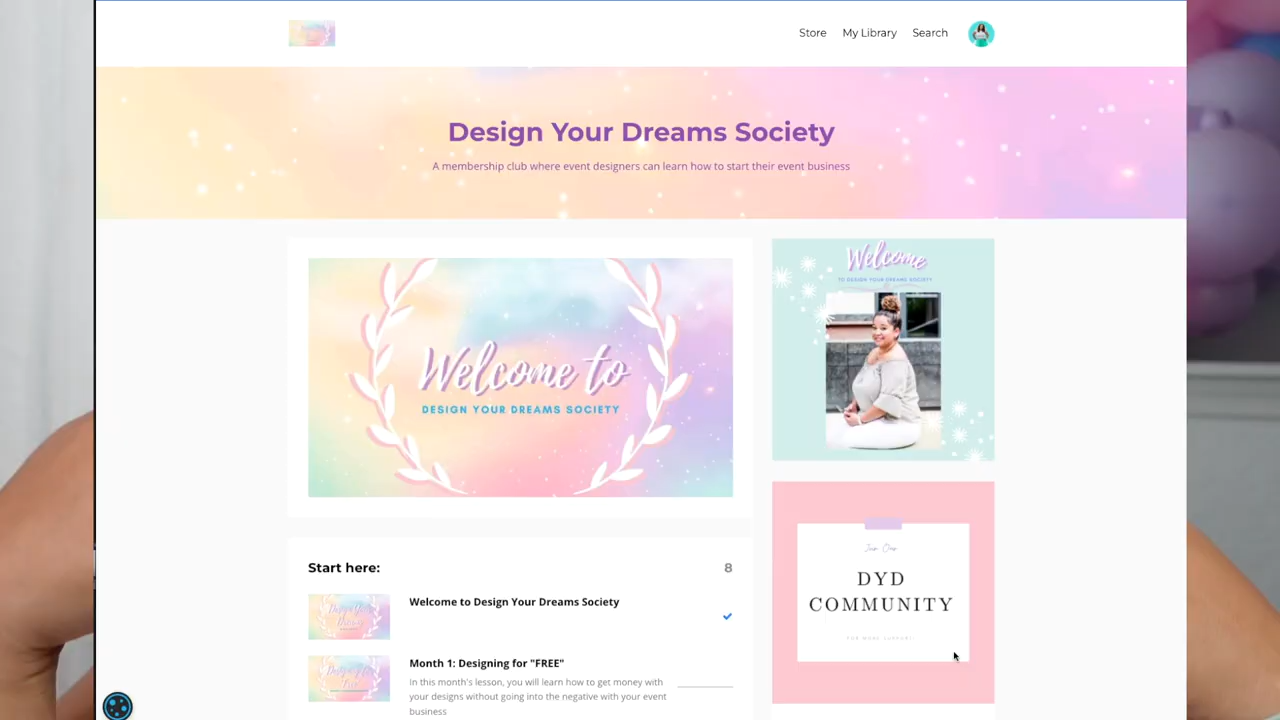 Store
My Library
Search
Design Your Dreams Society
A membership club where event designers can learn how to start their event business
Welcome to
DESIGN YOUR DREAMS SOCIETY
Welcome
TO DESIGN YOUR DREAMS SOCIETY
Join Our
DYD
COMMUNITY
Start here:
8
Welcome to Design Your Dreams Society
Month 1: Designing for "FREE"
In this month's lesson, you will learn how to get money with
your designs without going into the negative with your event
business